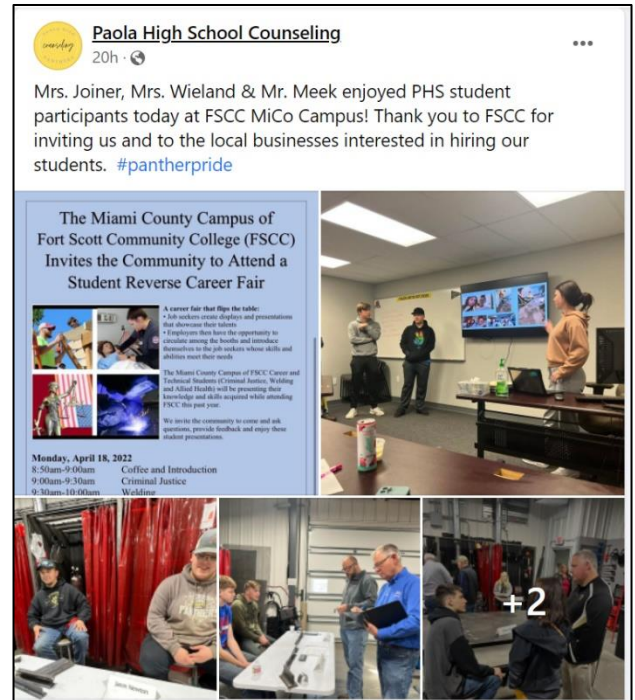 Paola High School Counseling
20h ·
Mrs. Joiner, Mrs. Wieland & Mr. Meek enjoyed PHS student
participants today at FSCC MiCo Campus! Thank you to FSCC for
inviting us and to the local businesses interested in hiring our
students. #pantherpride
The Miami County Campus of
Fort Scott Community College (FSCC)
Invites the Community to Attend a
Student Reverse Career Fair
A career fair that flips the table:
• Job seekers create displays and presentations
that showcase their talents
• Employers then have the opportunity to
circulate among the booths and introduce
themselves to the job seekers whose skills and
abilities meet their needs
The Miami County Campus of FSCC Career and
Technical Students (Criminal Justice, Welding
and Allied Health) will be presenting their
knowledge and skills acquired while attending
FSCC this past year.
We invite the community to come and ask
questions, provide feedback and enjoy these
student presentations.
Monday, April 18, 2022
8:50am-9:00am Coffee and Introduction
9:00am-9:30am Criminal Justice
9:30am-10:00am Welding
counseling
+2